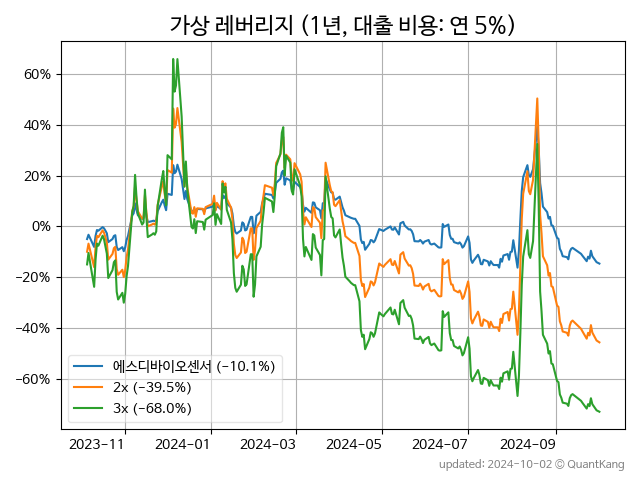 가상 레버리지 (1년, 대출 비용: 연 5%)
60%
40%
20%
0%
−20%
−40%
−60%
에스디바이오센서 (−10.1%)
2x (−39.5%)
3x (−68.0%)
2023-11
2024-01
2024-03
2024-05
2024-07
2024-09
updated: 2024-10-02 © QuantKang